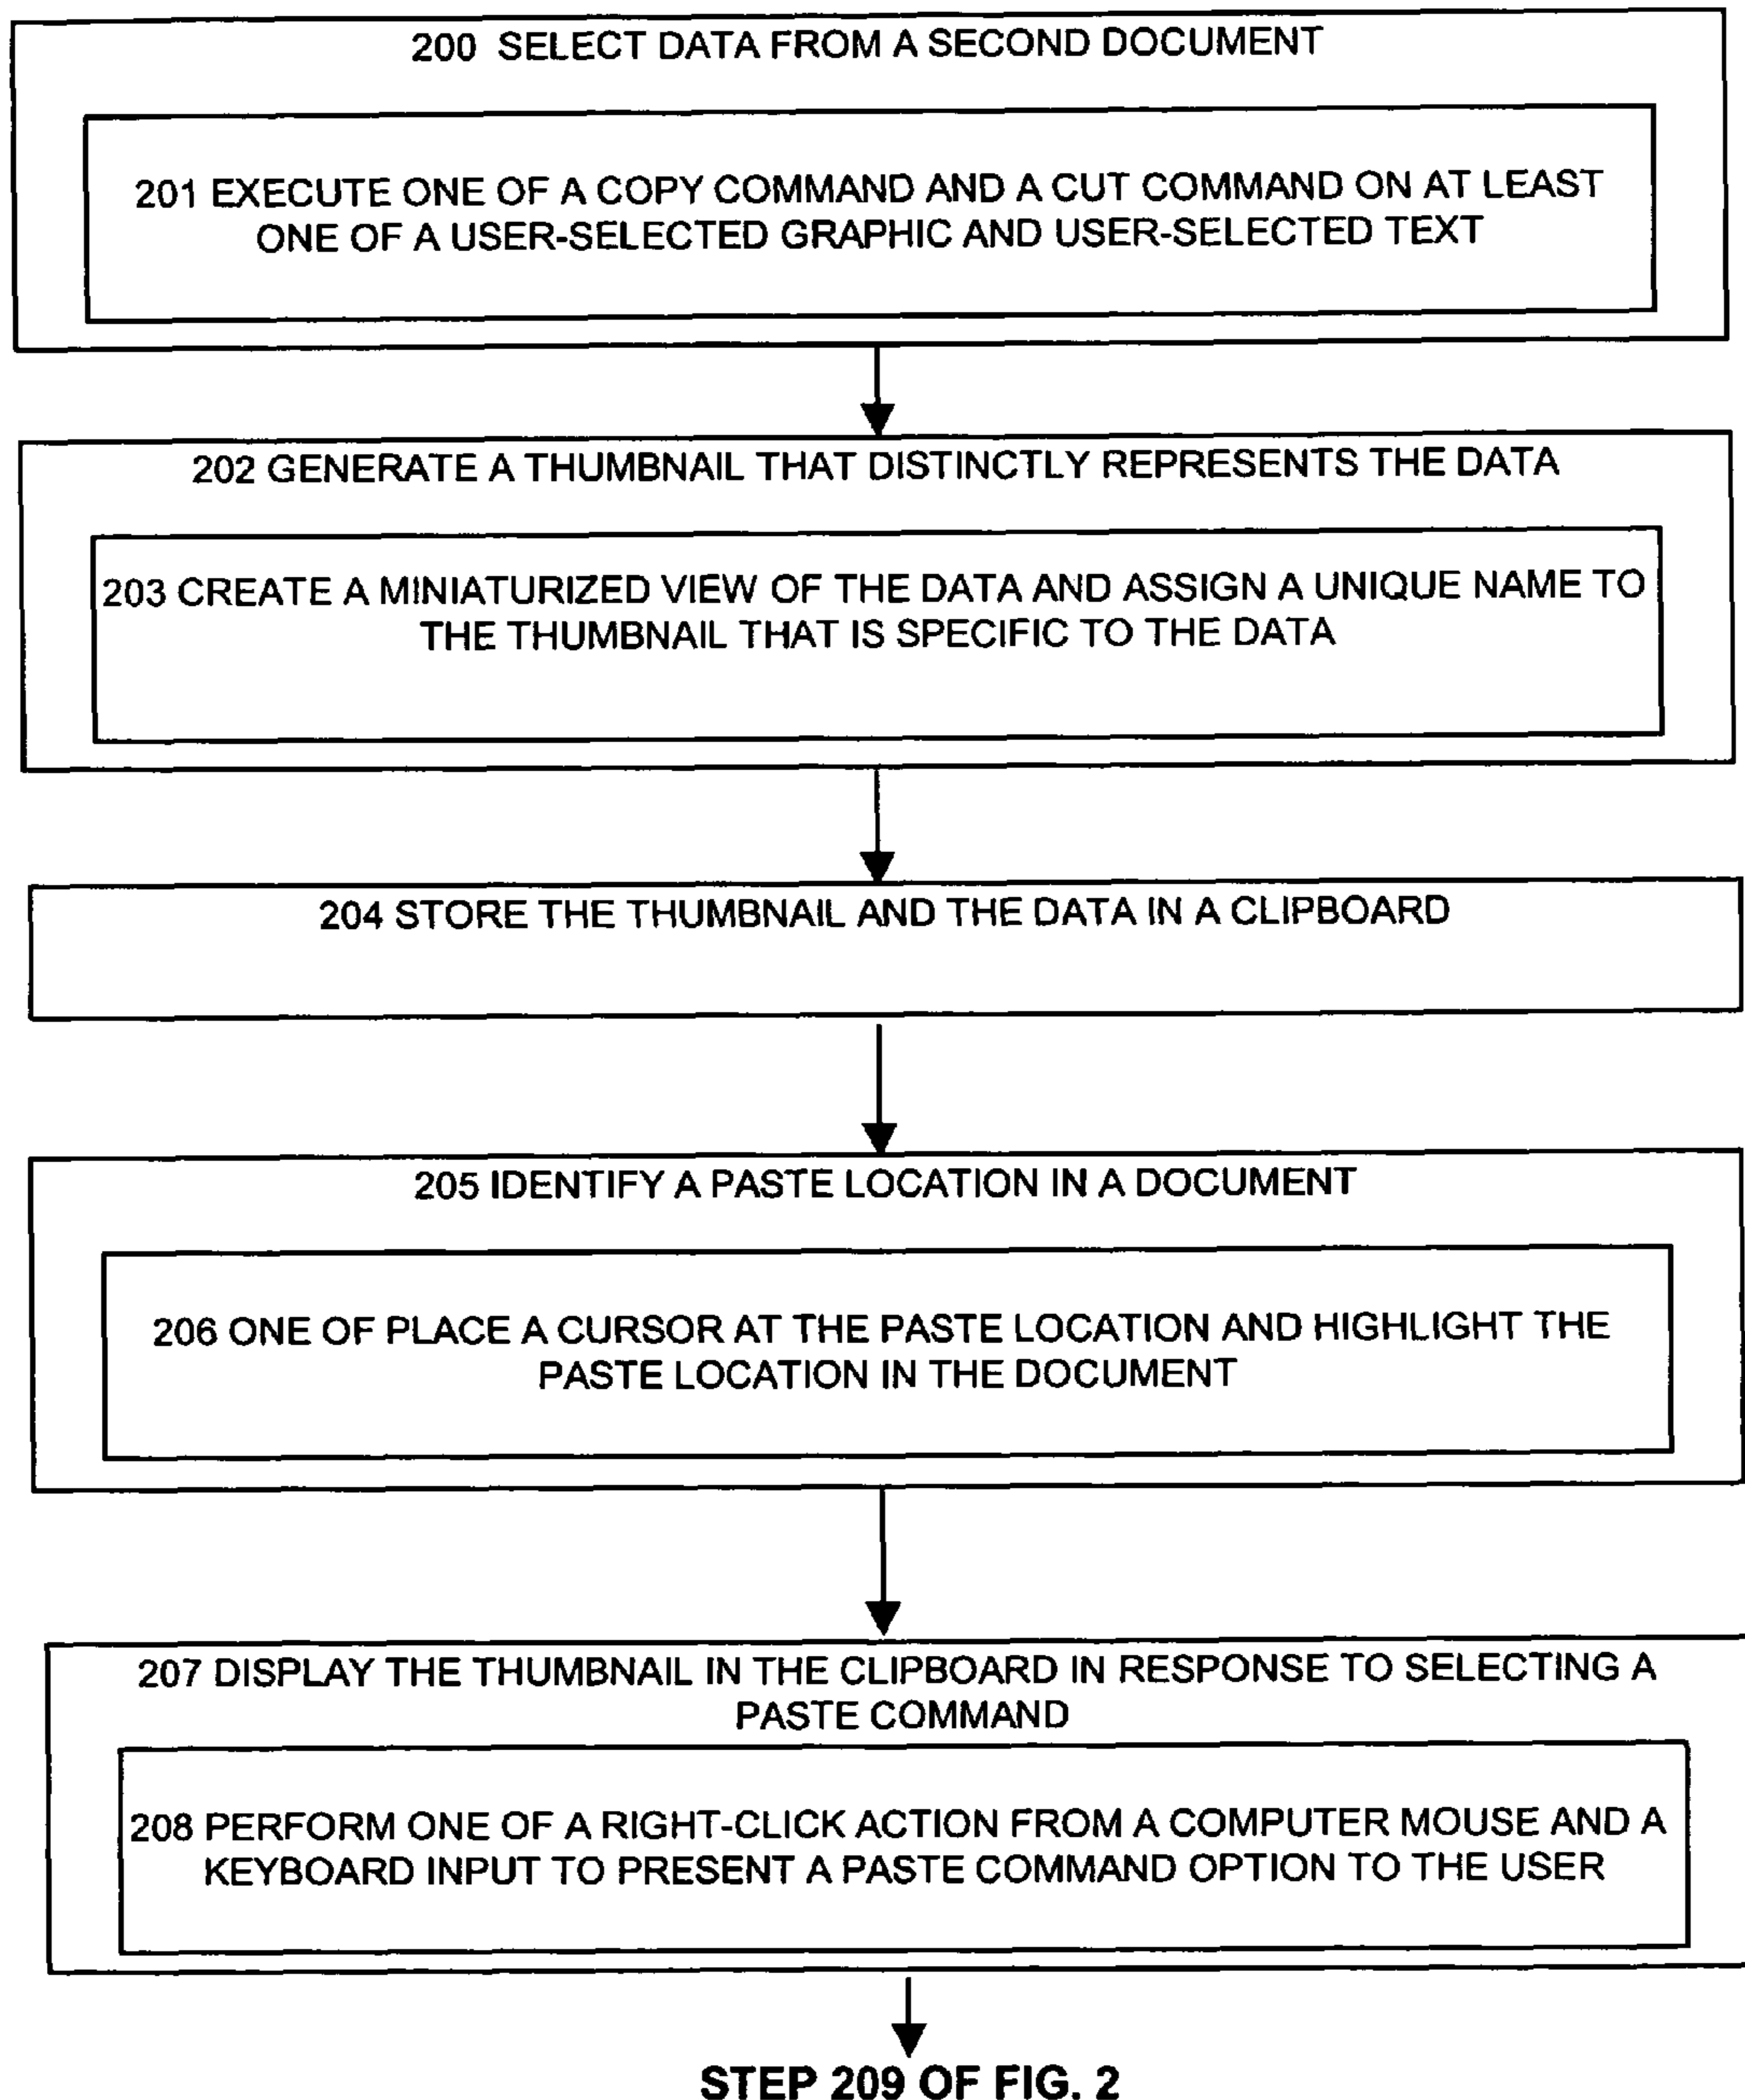 200 SELECT DATA FROM A SECOND DOCUMENT
201 EXECUTE ONE OF A COPY COMMAND AND A CUT COMMAND ON AT LEAST
ONE OF A USER-SELECTED GRAPHIC AND USER-SELECTED TEXT
202 GENERATE A THUMBNAIL THAT DISTINCTLY REPRESENTS THE DATA
203 CREATE A MINIATURIZED VIEW OF THE DATA AND ASSIGN A UNIQUE NAME TO
THE THUMBNAIL THAT IS SPECIFIC TO THE DATA
204 STORE THE THUMBNAIL AND THE DATA IN A CLIPBOARD
205 IDENTIFY A PASTE LOCATION IN A DOCUMENT
206 ONE OF PLACE A CURSOR AT THE PASTE LOCATION AND HIGHLIGHT THE
PASTE LOCATION IN THE DOCUMENT
207 DISPLAY THE THUMBNAIL IN THE CLIPBOARD IN RESPONSE TO SELECTING A
PASTE COMMAND
208 PERFORM ONE OF A RIGHT-CLICK ACTION FROM A COMPUTER MOUSE AND A
KEYBOARD INPUT TO PRESENT A PASTE COMMAND OPTION TO THE USER
STEP 209 OF FIG. 2